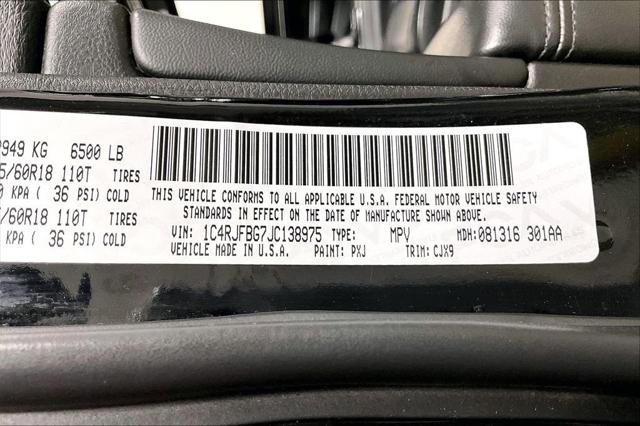 949 KG 6500 LB
5/60R18 110T TIRES
KPA ( 36 PSI) COLD
/60R18 110T TIRES
KPA ( 36 PSI) COLD
THIS VEHICLE CONFORMS TO ALL APPLICABLE U.S.A. FEDERAL MOTOR VEHICLE SAFETY
STANDARDS IN EFFECT ON THE DATE OF MANUFACTURE SHOWN ABOVE.
VIN: 1C4RJFBG7JC138975 TYPE: MPV MDH: 081316 301AA
VEHICLE MADE IN U.S.A. PAINT: PXJ TRIM: CJX9